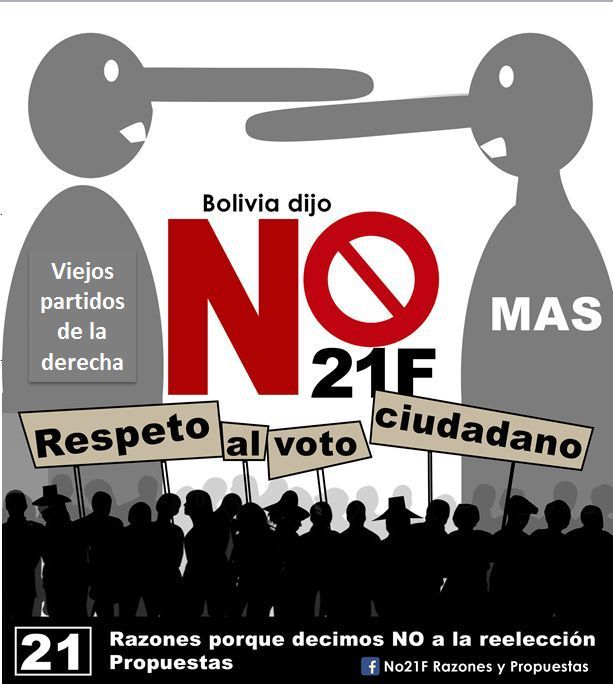 Bolivia dijo
NO
21F
Viejos
partidos
de la
derecha
MAS
Respeto al voto ciudadano
21 Razones porque decimos NO a la reelección
Propuestas
No21F Razones y Propuestas